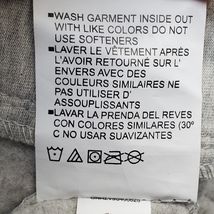 •WASH GARMENT INSIDE OUT
WITH LIKE COLORS DO NOT
USE SOFTENERS
•LAVER LE VÊTEMENT APRÈS
L'AVOIR RETOURNÉ SUR L'
ENVERS AVEC DES
COULEURS SIMILAIRES NE
PAS UTILISER D'
ASSOUPLISSANTS
•LAVAR LA PRENDA DEL REVES
CON COLORES SIMILARES (30º
C NO USAR SUAVIZANTES